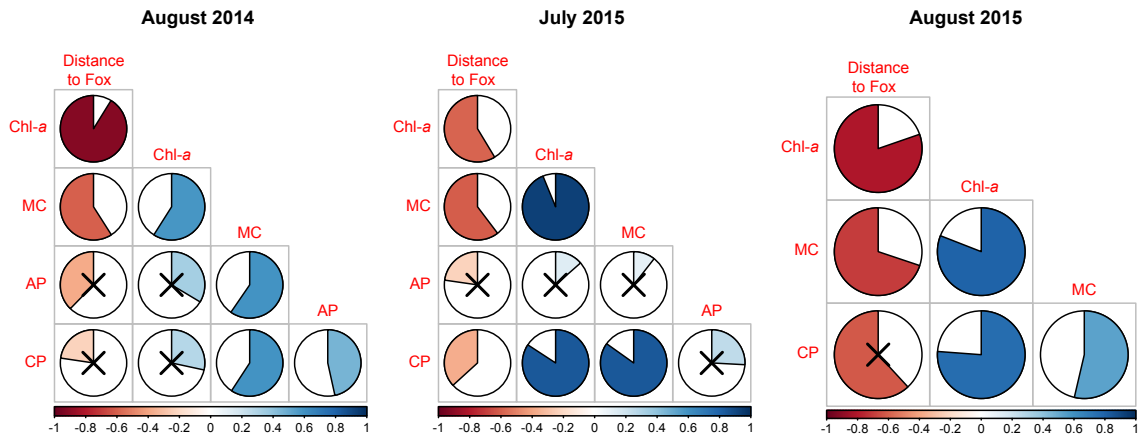 August 2014
July 2015
August 2015
Distance
to Fox
Chl-a
Chl-a
MC
MC
AP
AP
CP
-1 -0.8 -0.6 -0.4 -0.2 0 0.2 0.4 0.6 0.8 1
Distance
to Fox
Chl-a
Chl-a
MC
MC
AP
AP
CP
-1 -0.8 -0.6 -0.4 -0.2 0 0.2 0.4 0.6 0.8 1
Distance
to Fox
Chl-a
Chl-a
MC
MC
CP
-1 -0.8 -0.6 -0.4 -0.2 0 0.2 0.4 0.6 0.8 1